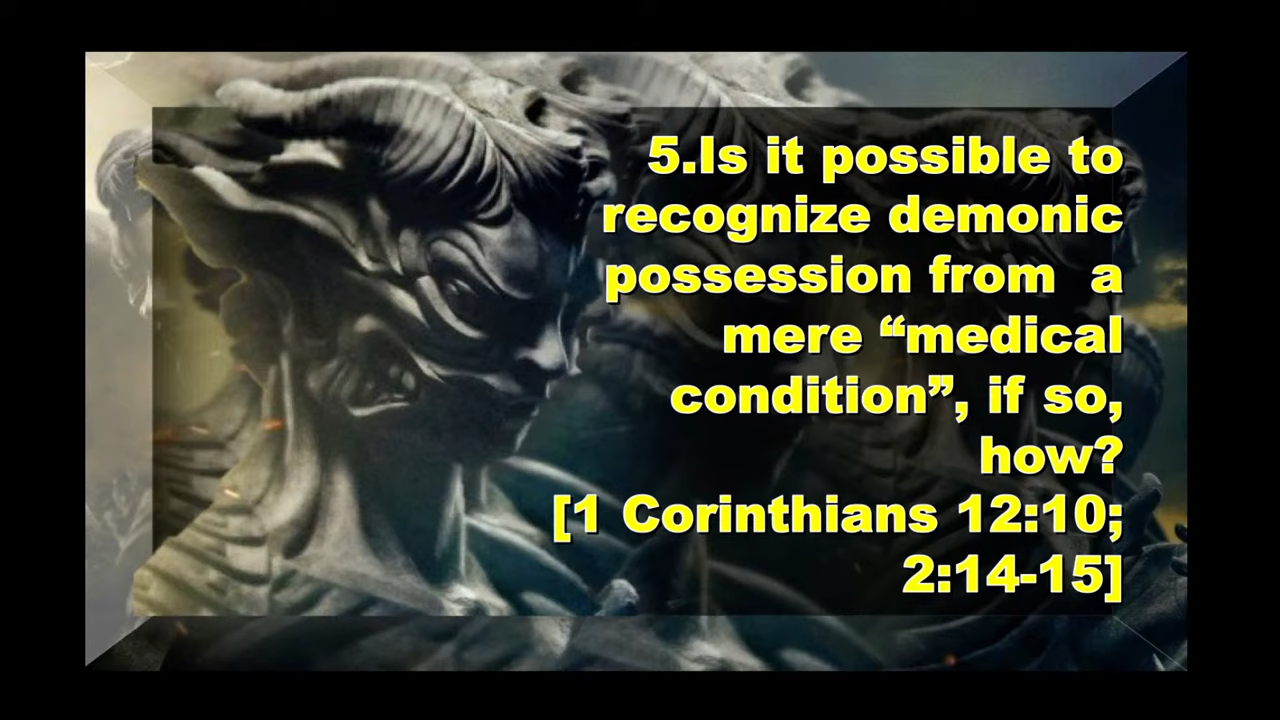 5.Is it possible to
recognize demonic
possession from  a
mere “medical
condition”, if so,
how?
[1 Corinthians 12:10;
2:14-15]